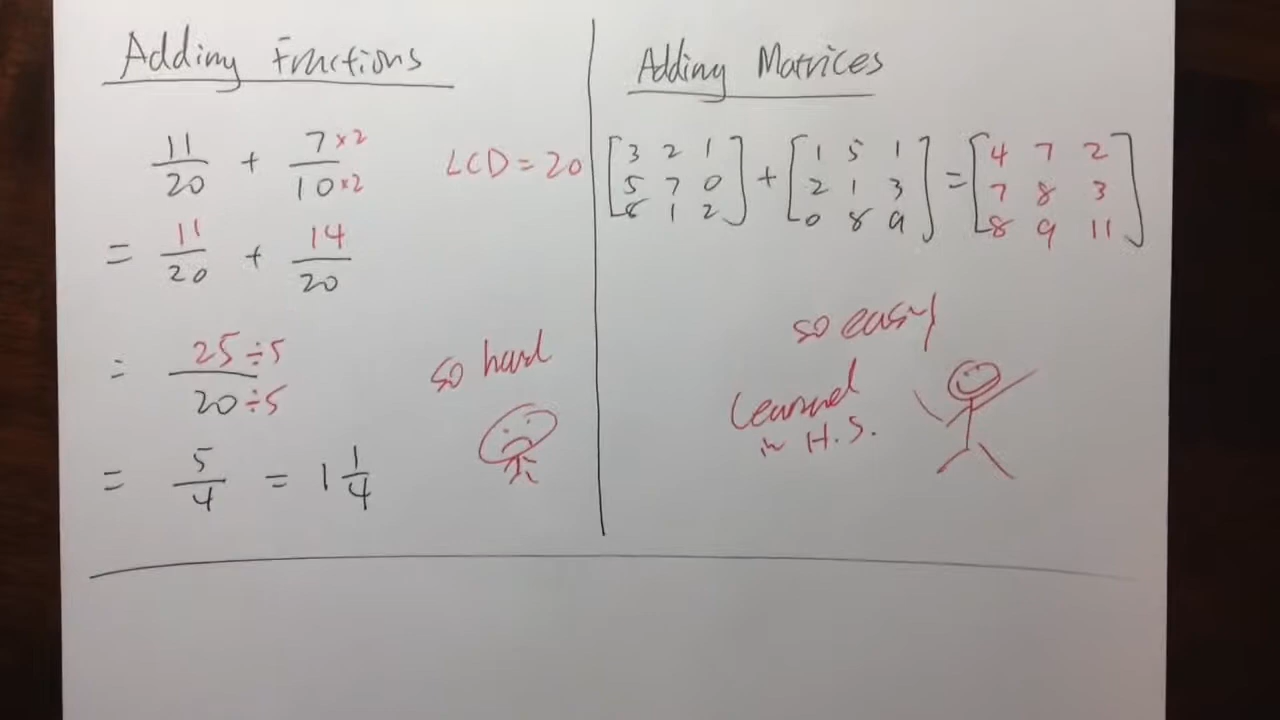 Adding Fractions
11/20 + 7×2/10×2 LCD = 20
= 11/20 + 14/20
= 25÷5/20÷5
so hard
= 5/4 = 1 1/4
Adding Matrices
[3 2 1] + [1 5 1] = [4 7 2]
[5 7 0] [2 1 3] [7 8 3]
[8 1 2] [0 8 9] [8 9 11]
so easy
Learned
in H.S.